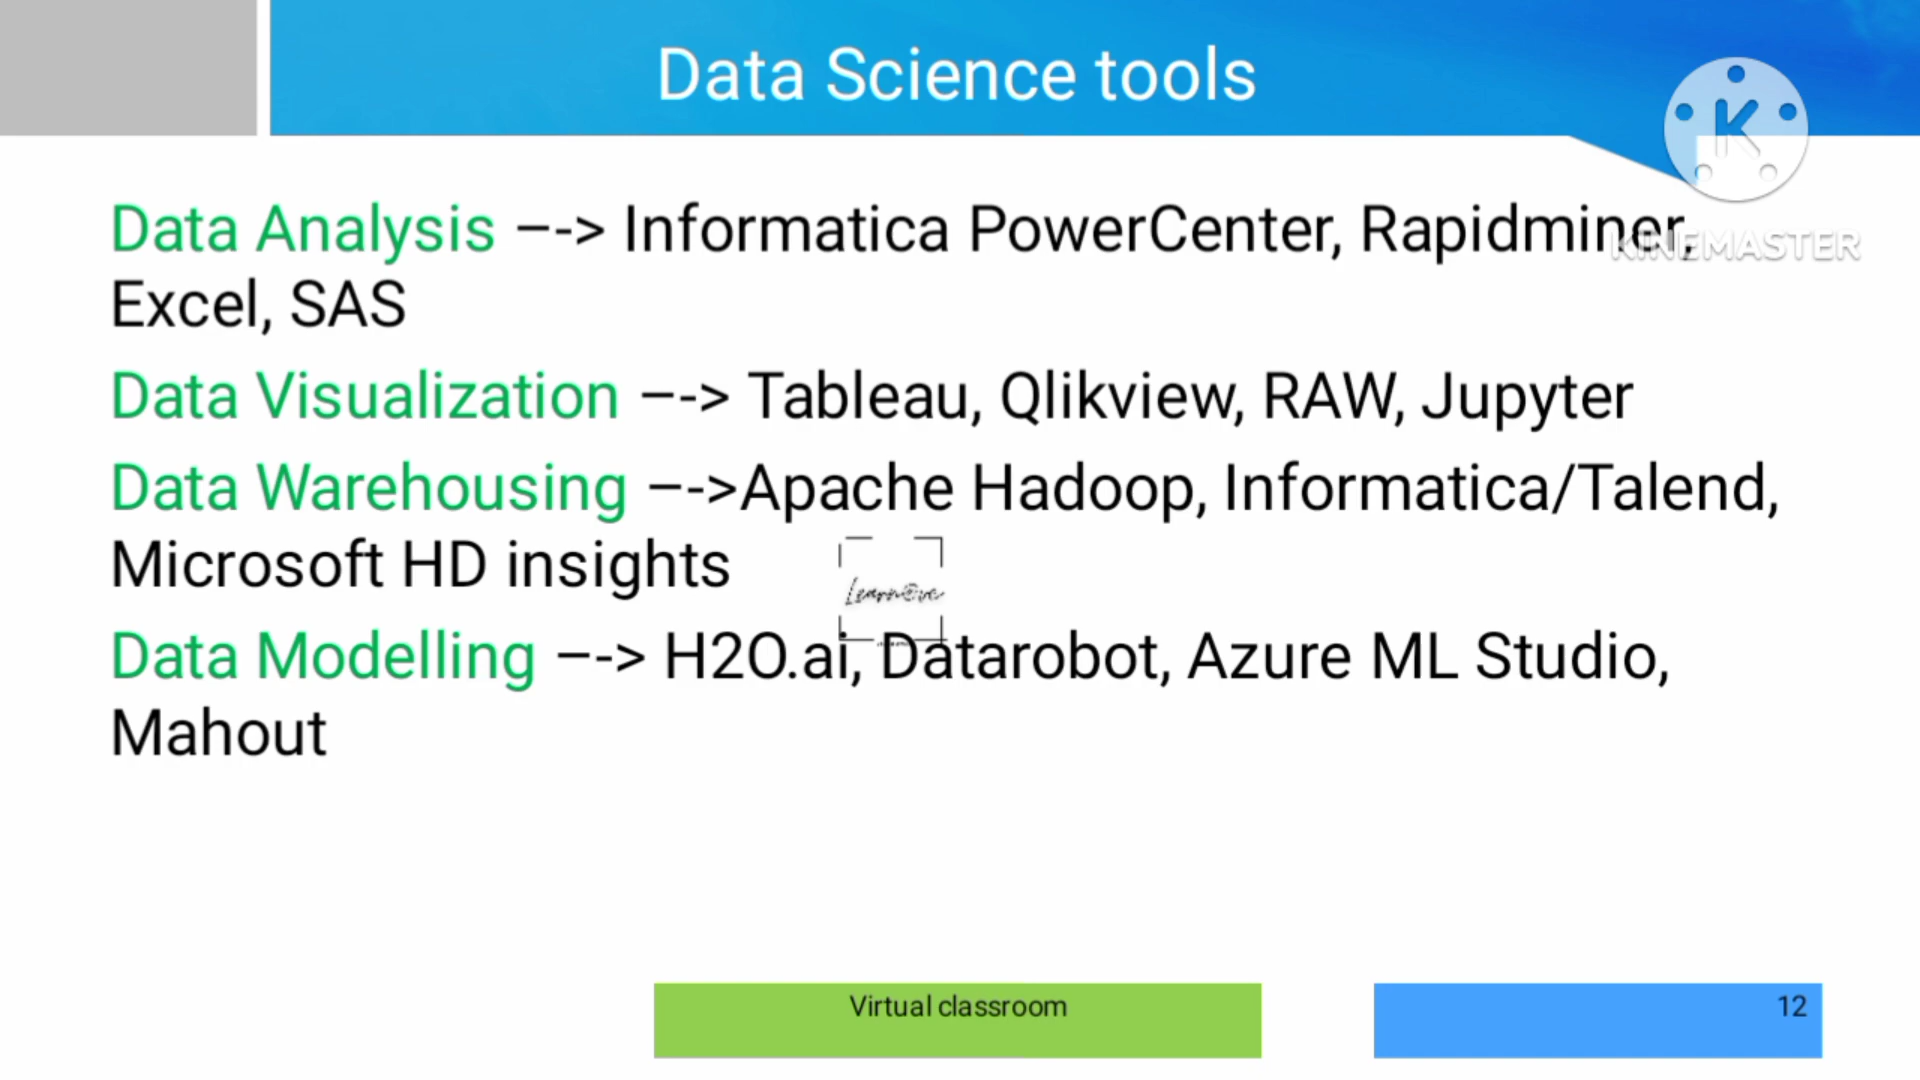 Data Science tools
K
KINEMASTER
Data Analysis –-> Informatica PowerCenter, Rapidminer,
Excel, SAS
Data Visualization –-> Tableau, Qlikview, RAW, Jupyter
Data Warehousing –->Apache Hadoop, Informatica/Talend,
Microsoft HD insights
Data Modelling –-> H2O.ai, Datarobot, Azure ML Studio,
Mahout
Virtual classroom
12